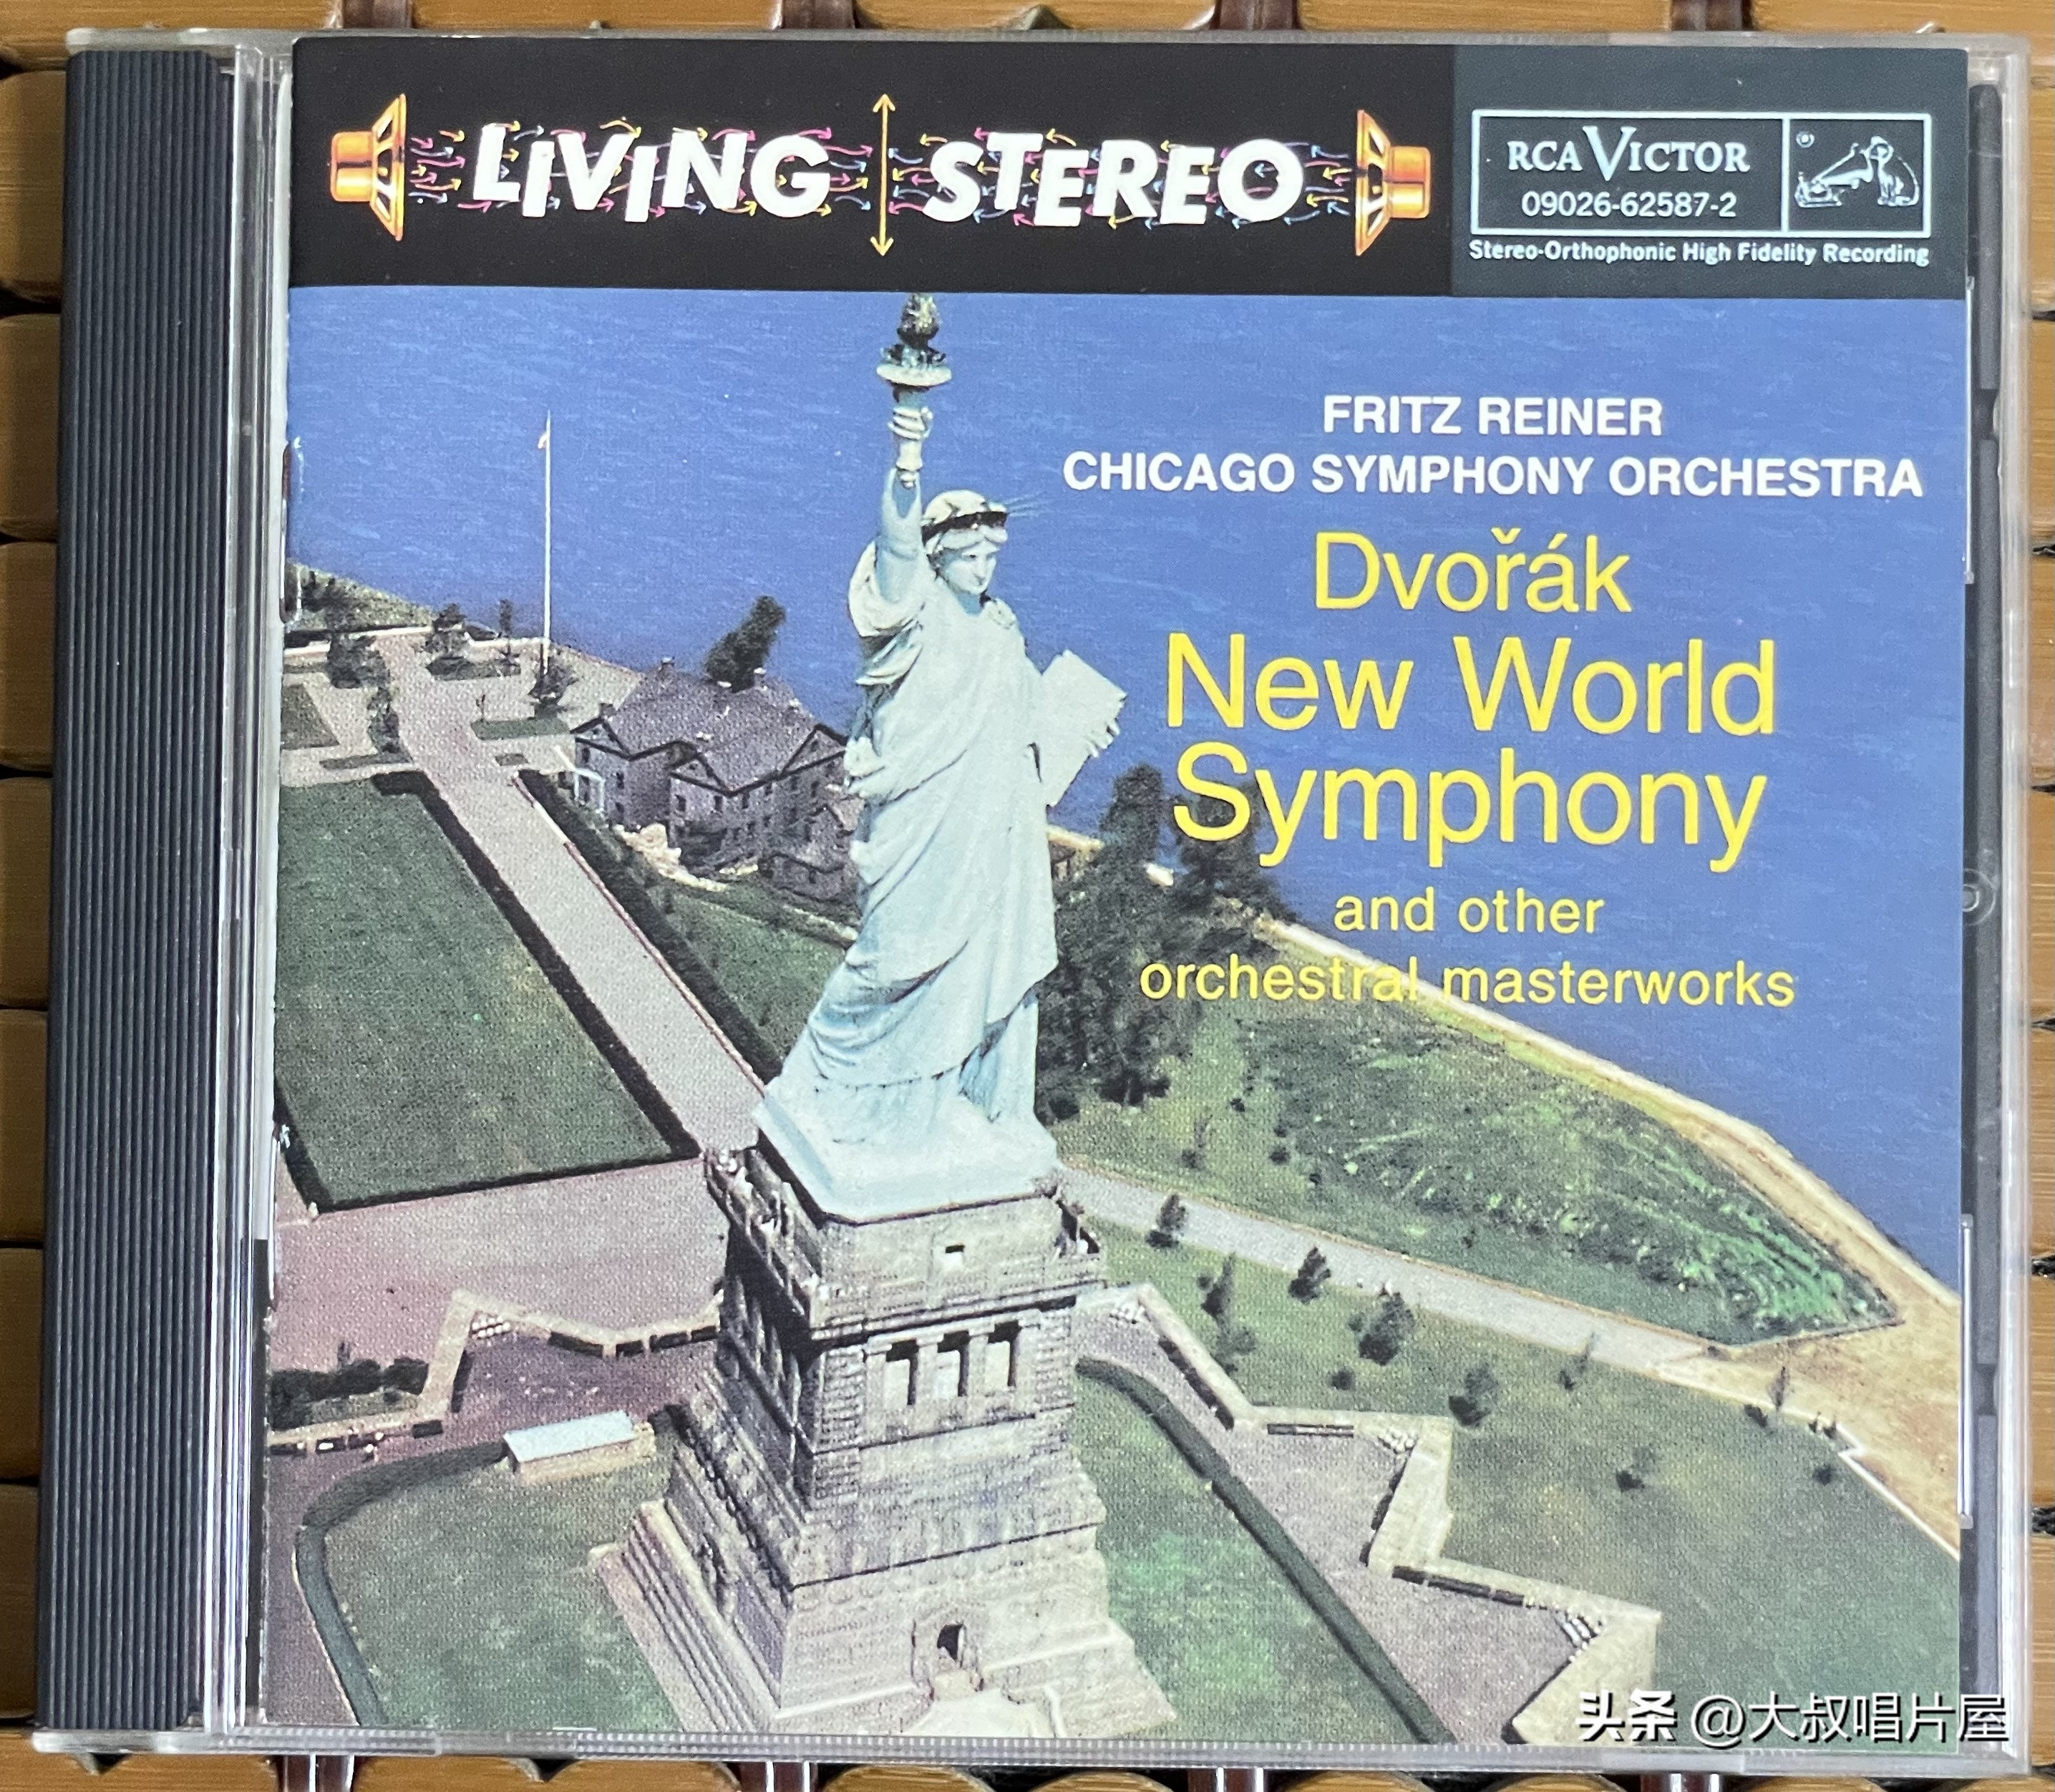 LIVING STEREO
RCA VICTOR
09026-62587-2
Stereo-Orthophonic High Fidelity Recording
FRITZ REINER
CHICAGO SYMPHONY ORCHESTRA
Dvořák
New World
Symphony
and other
orchestral masterworks
头条 @大叔唱片屋